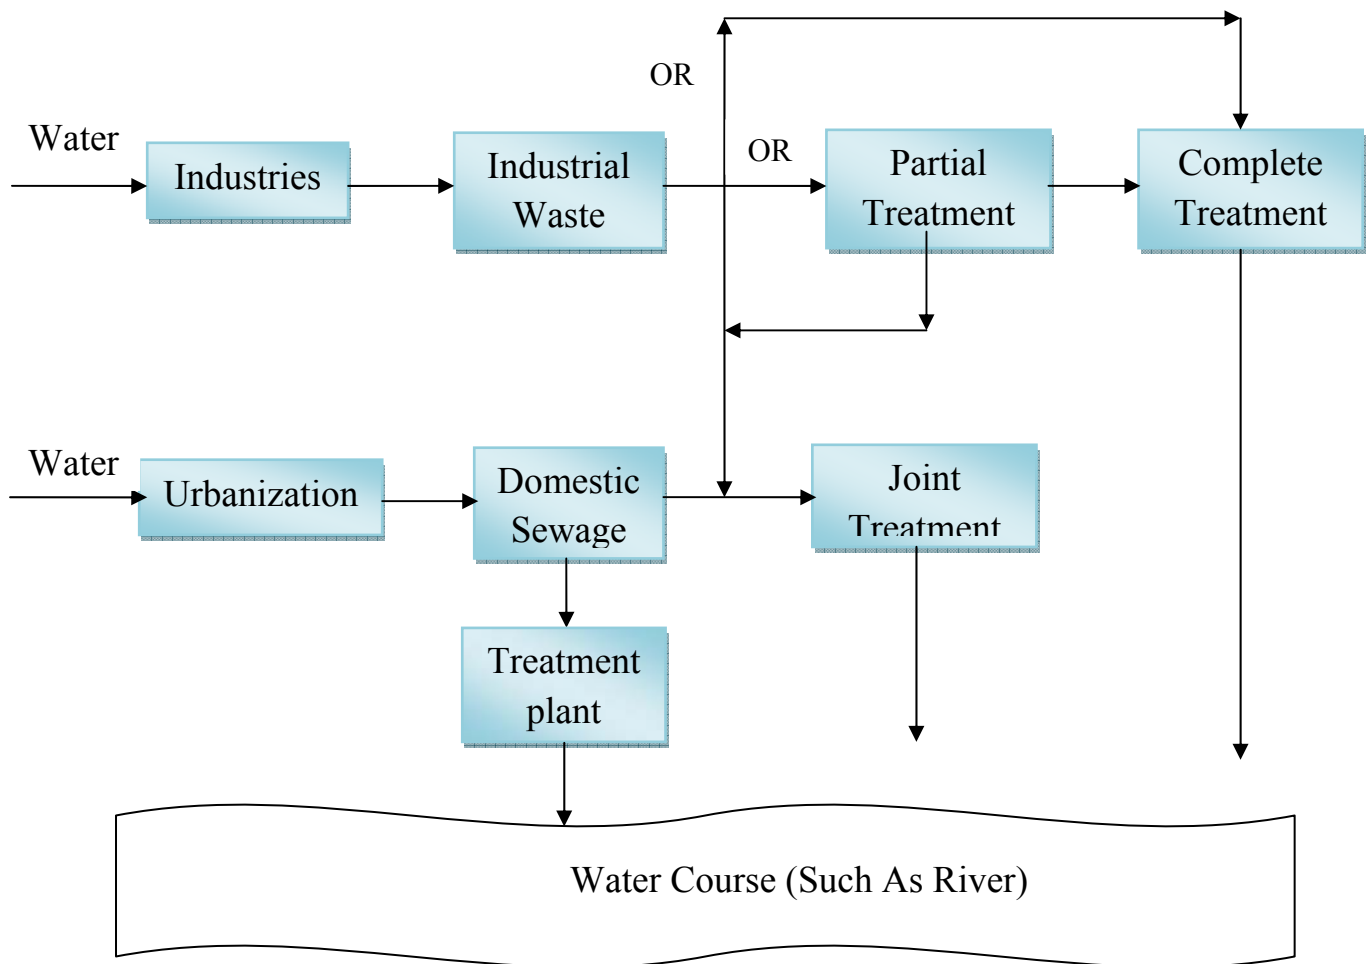 OR
Water
Industries
Industrial
Waste
OR
Partial
Treatment
Complete
Treatment
Water
Urbanization
Domestic
Sewage
Joint
Treatment
Treatment
plant
Water Course (Such As River)